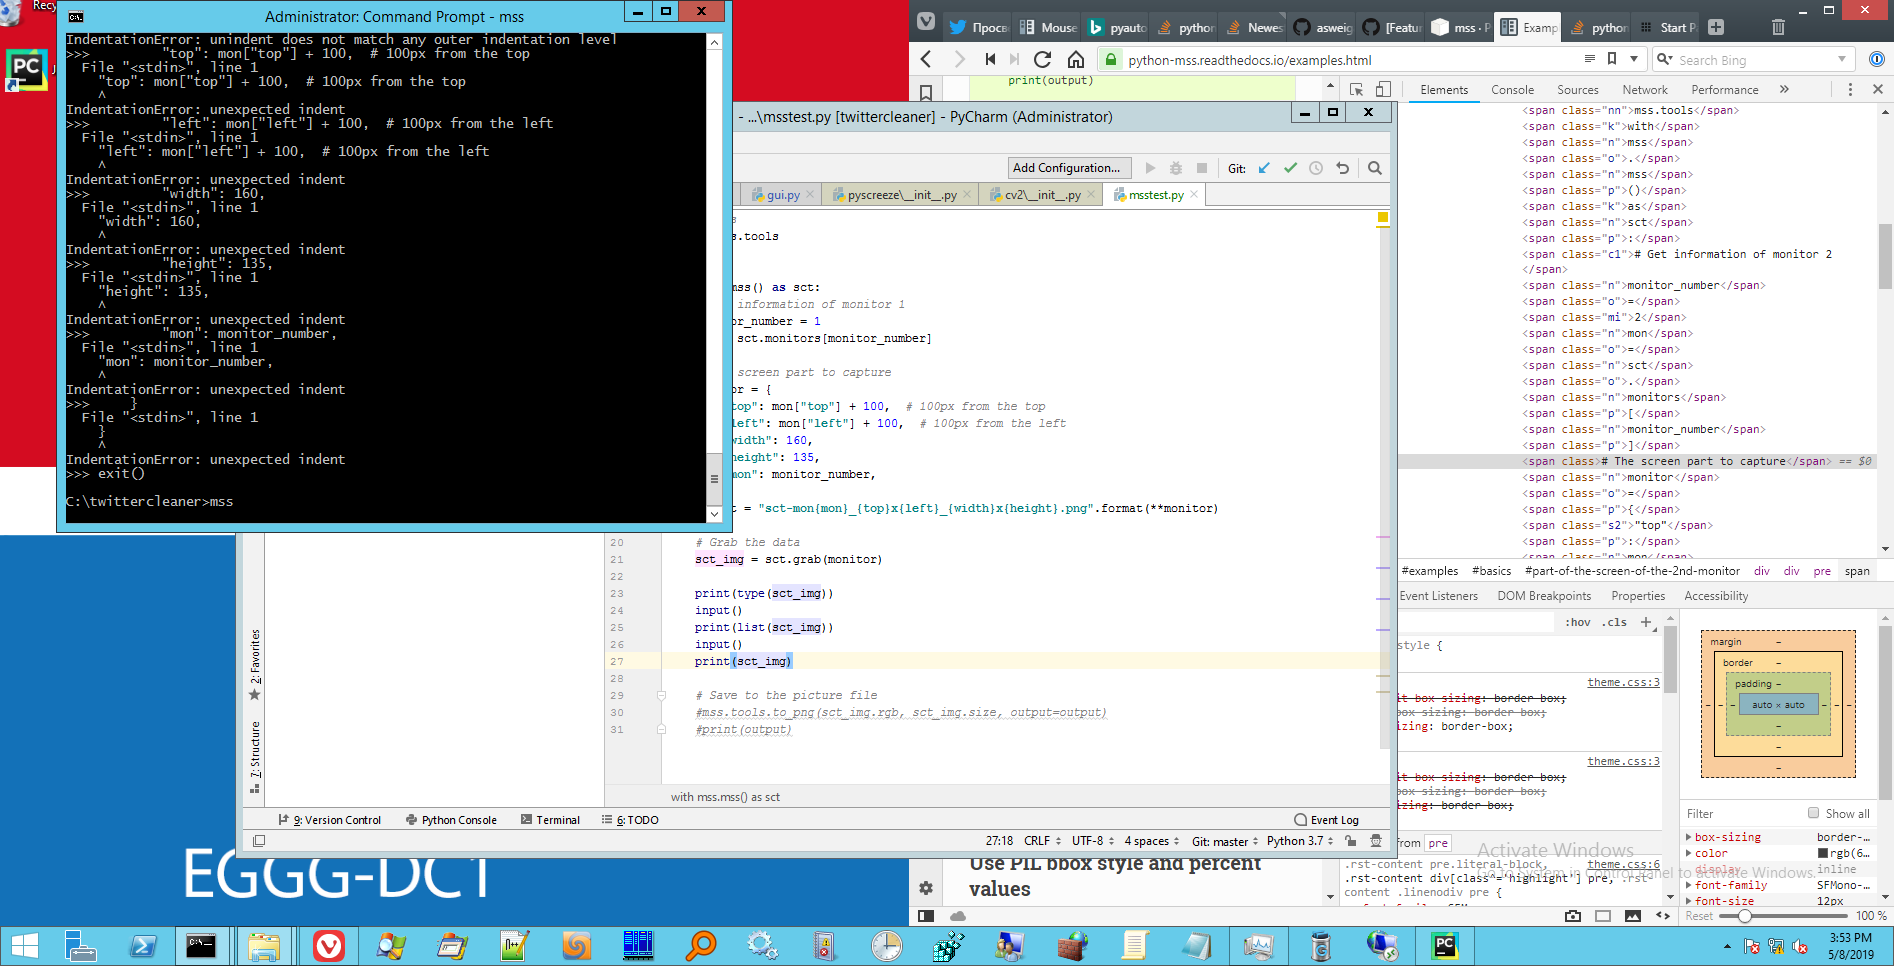 Recy
PC
J
Administrator: Command Prompt - mss
IndentationError: unindent does not match any outer indentation level
>>>         "top": mon["top"] + 100,  # 100px from the top
  File "<stdin>", line 1
    "top": mon["top"] + 100,  # 100px from the top
    ^
IndentationError: unexpected indent
>>>         "left": mon["left"] + 100,  # 100px from the left
  File "<stdin>", line 1
    "left": mon["left"] + 100,  # 100px from the left
    ^
IndentationError: unexpected indent
>>>         "width": 160,
  File "<stdin>", line 1
    "width": 160,
    ^
IndentationError: unexpected indent
>>>         "height": 135,
  File "<stdin>", line 1
    "height": 135,
    ^
IndentationError: unexpected indent
>>>         "mon": monitor_number,
  File "<stdin>", line 1
    "mon": monitor_number,
    ^
IndentationError: unexpected indent
>>>     }
  File "<stdin>", line 1
    }
    ^
IndentationError: unexpected indent
>>> exit()
C:\twittercleaner>mss
- ...\msstest.py [twittercleaner] - PyCharm (Administrator)
Add Configuration...
Git:
gui.py
pyscreeze\__init__.py
cv2\__init__.py
msstest.py
s
s.tools
mss() as sct:
information of monitor 1
or_number = 1
sct.monitors[monitor_number]
screen part to capture
or = {
top": mon["top"] + 100,  # 100px from the top
left": mon["left"] + 100,  # 100px from the left
width": 160,
height": 135,
mon": monitor_number,
t = "sct-mon{mon}_{top}x{left}_{width}x{height}.png".format(**monitor)
20 # Grab the data
21 sct_img = sct.grab(monitor)
22
23 print(type(sct_img))
24 input()
25 print(list(sct_img))
26 input()
27 print(sct_img)
28
29 # Save to the picture file
30 #mss.tools.to_png(sct_img.rgb, sct_img.size, output=output)
31 #print(output)
with mss.mss() as sct
2: Favorites
7: Structure
9: Version Control
Python Console
Terminal
6: TODO
Event Log
27:18 CRLF UTF-8 4 spaces Git: master Python 3.7
EGGG-DC1
Просв
Mouse
pyauto
python
Newes
asweig
[Featur
mss · P
Examp
python
Start P
python-mss.readthedocs.io/examples.html
Search Bing
print(output)
Elements Console Sources Network Performance »
<span class="nn">mss.tools</span>
<span class="k">with</span>
<span class="n">mss</span>
<span class="o">.</span>
<span class="n">mss</span>
<span class="p">()</span>
<span class="k">as</span>
<span class="n">sct</span>
<span class="p">:</span>
<span class="c1"># Get information of monitor 2
</span>
<span class="n">monitor_number</span>
<span class="o">=</span>
<span class="mi">2</span>
<span class="n">mon</span>
<span class="o">=</span>
<span class="n">sct</span>
<span class="o">.</span>
<span class="n">monitors</span>
<span class="p">[</span>
<span class="n">monitor_number</span>
<span class="p">]</span>
<span class># The screen part to capture</span> == $0
<span class="n">monitor</span>
<span class="o">=</span>
<span class="p">{</span>
<span class="s2">"top"</span>
<span class="p">:</span>
<span class="n">mon</span>
#examples #basics #part-of-the-screen-of-the-2nd-monitor div div pre span
Event Listeners DOM Breakpoints Properties Accessibility
:hov .cls +
style {
theme.css:3
it box sizing: border box;
box sizing: border box;
sizing: border-box;
theme.css:3
it box sizing: border box;
box sizing: border box;
izing: border-box;
from pre
theme.css:6
.rst-content pre.literal-block,
.rst-content div[class^='highlight'] pre, .rst-
content .linenodiv pre {
margin
border
padding
auto × auto
Filter
Show all
box-sizing border-…
color rgb(6…
display inline
font-family SFMono-…
font-size 12px
Activate Windows
Go to System in Control Panel to activate Windows.
Use PIL bbox style and percent
values
Reset
100 %
3:53 PM
5/8/2019